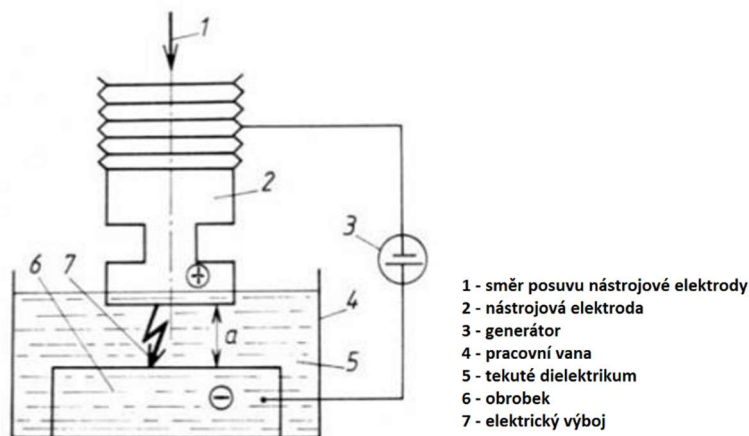 1
2
3
6
7
4
a
5
1 - směr posuvu nástrojové elektrody
2 - nástrojová elektroda
3 - generátor
4 - pracovní vana
5 - tekuté dielektrikum
6 - obrobek
7 - elektrický výboj